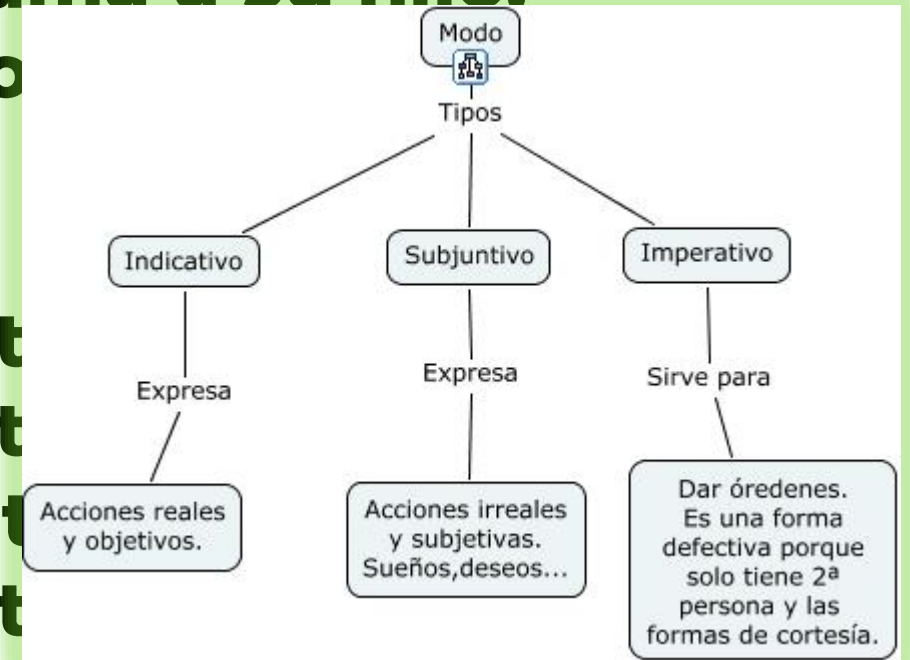 Modo
Tipos
Indicativo
Subjuntivo
Imperativo
Expresa
Expresa
Sirve para
Acciones reales
y objetivos.
Acciones irreales
y subjetivas.
Sueños,deseos...
Dar óredenes.
Es una forma
defectiva porque
solo tiene 2ª
persona y las
formas de cortesía.